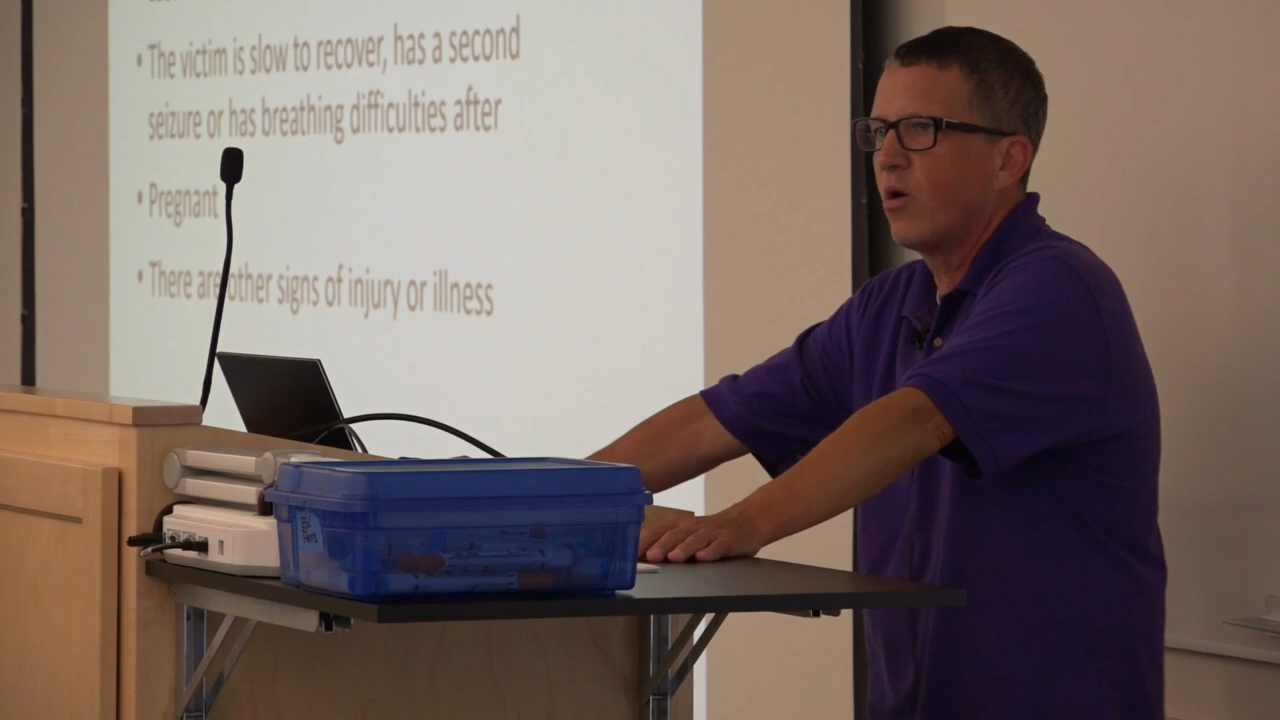 • The victim is slow to recover, has a second
seizure or has breathing difficulties after
• Pregnant
• There are other signs of injury or illness